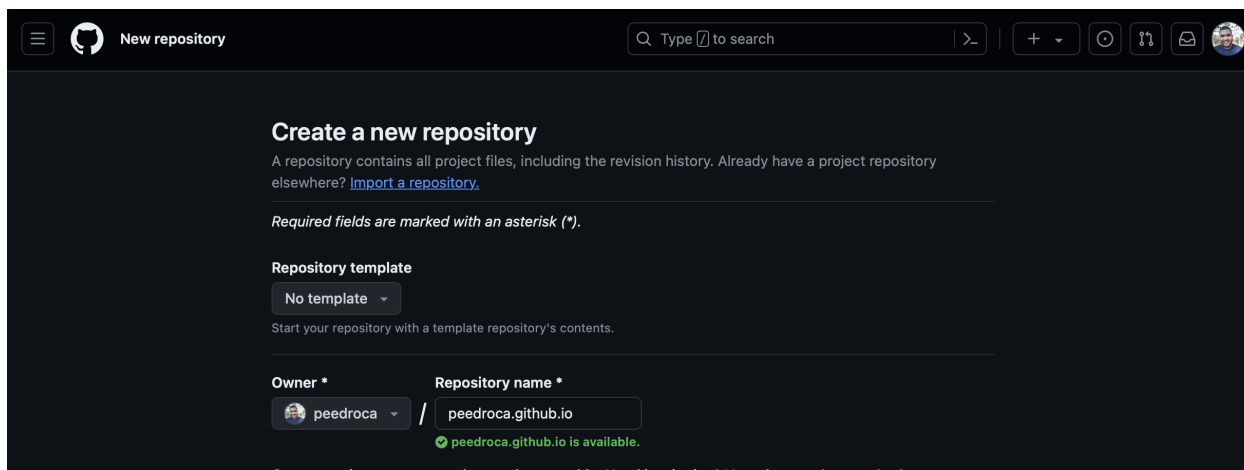 New repository
Type / to search
Create a new repository
A repository contains all project files, including the revision history. Already have a project repository
elsewhere? Import a repository.
Required fields are marked with an asterisk (*).
Repository template
No template
Start your repository with a template repository's contents.
Owner *
Repository name *
peedroca
/
peedroca.github.io
peedroca.github.io is available.